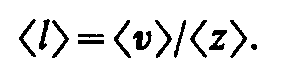 ⟨l⟩ = ⟨v⟩/⟨z⟩.